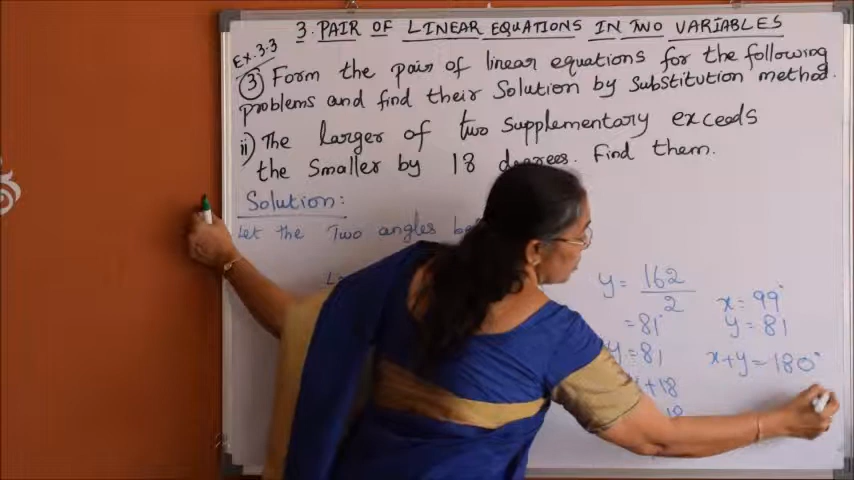 3. PAIR OF LINEAR EQUATIONS IN TWO VARIABLES
Ex.3.3
3) Form the pair of linear equations for the following
problems and find their Solution by Substitution method.
ii) The larger of two Supplementary exceeds
the Smaller by 18 degrees. Find them.
Solution:
Let the Two angles be
y = 162/2
= 81°
y = 81
+18
18
x = 99°
y = 81
x+y = 180°